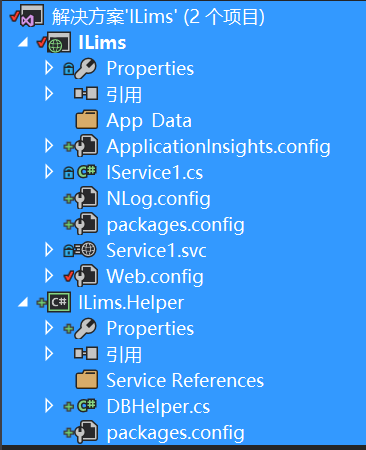 解决方案'ILims' (2 个项目)
ILims
Properties
引用
App_Data
ApplicationInsights.config
IService1.cs
NLog.config
packages.config
Service1.svc
Web.config
ILims.Helper
Properties
引用
Service References
DBHelper.cs
packages.config